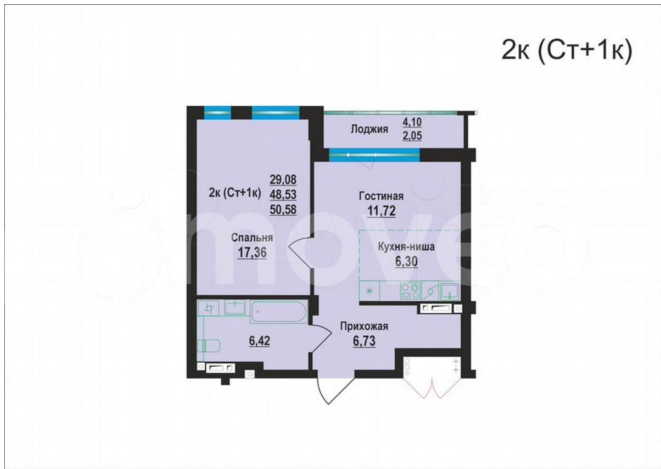 2к (Ст+1к)
Лоджия
4,10
2,05
2к (Ст+1к)
29,08
48,53
50,58
Гостиная
11,72
Спальня
17,36
Кухня-ниша
6,30
6,42
Прихожая
6,73
move